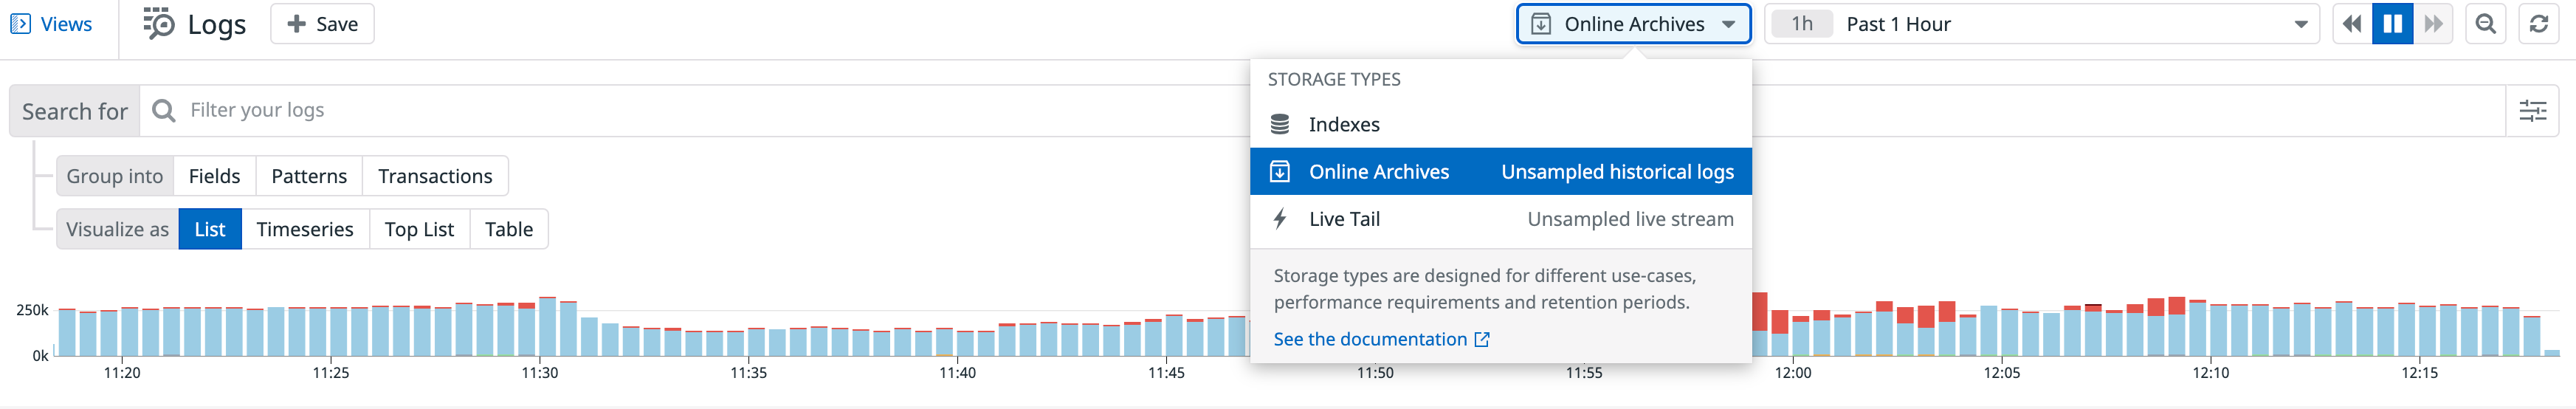 Views
Logs
Save
Online Archives
1h Past 1 Hour
STORAGE TYPES
Indexes
Online Archives Unsampled historical logs
Live Tail Unsampled live stream
Storage types are designed for different use-cases,
performance requirements and retention periods.
See the documentation
Search for Filter your logs
Group into Fields Patterns Transactions
Visualize as List Timeseries Top List Table
250k
0k
11:20 11:25 11:30 11:35 11:40 11:45 11:50 11:55 12:00 12:05 12:10 12:15